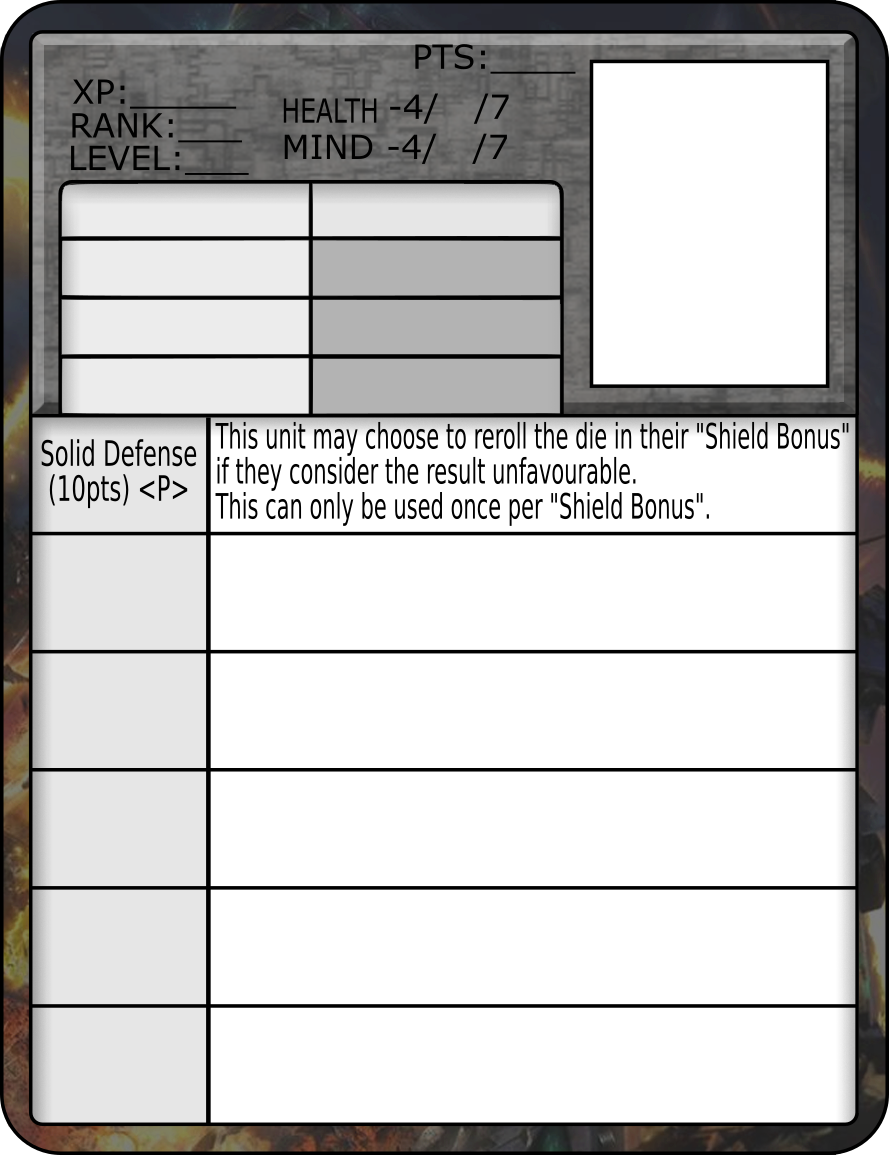 PTS:_____
XP:______
RANK:___
LEVEL:___
HEALTH -4/ /7
MIND -4/ /7
Solid Defense
(10pts) <P>
This unit may choose to reroll the die in their "Shield Bonus"
if they consider the result unfavourable.
This can only be used once per "Shield Bonus".